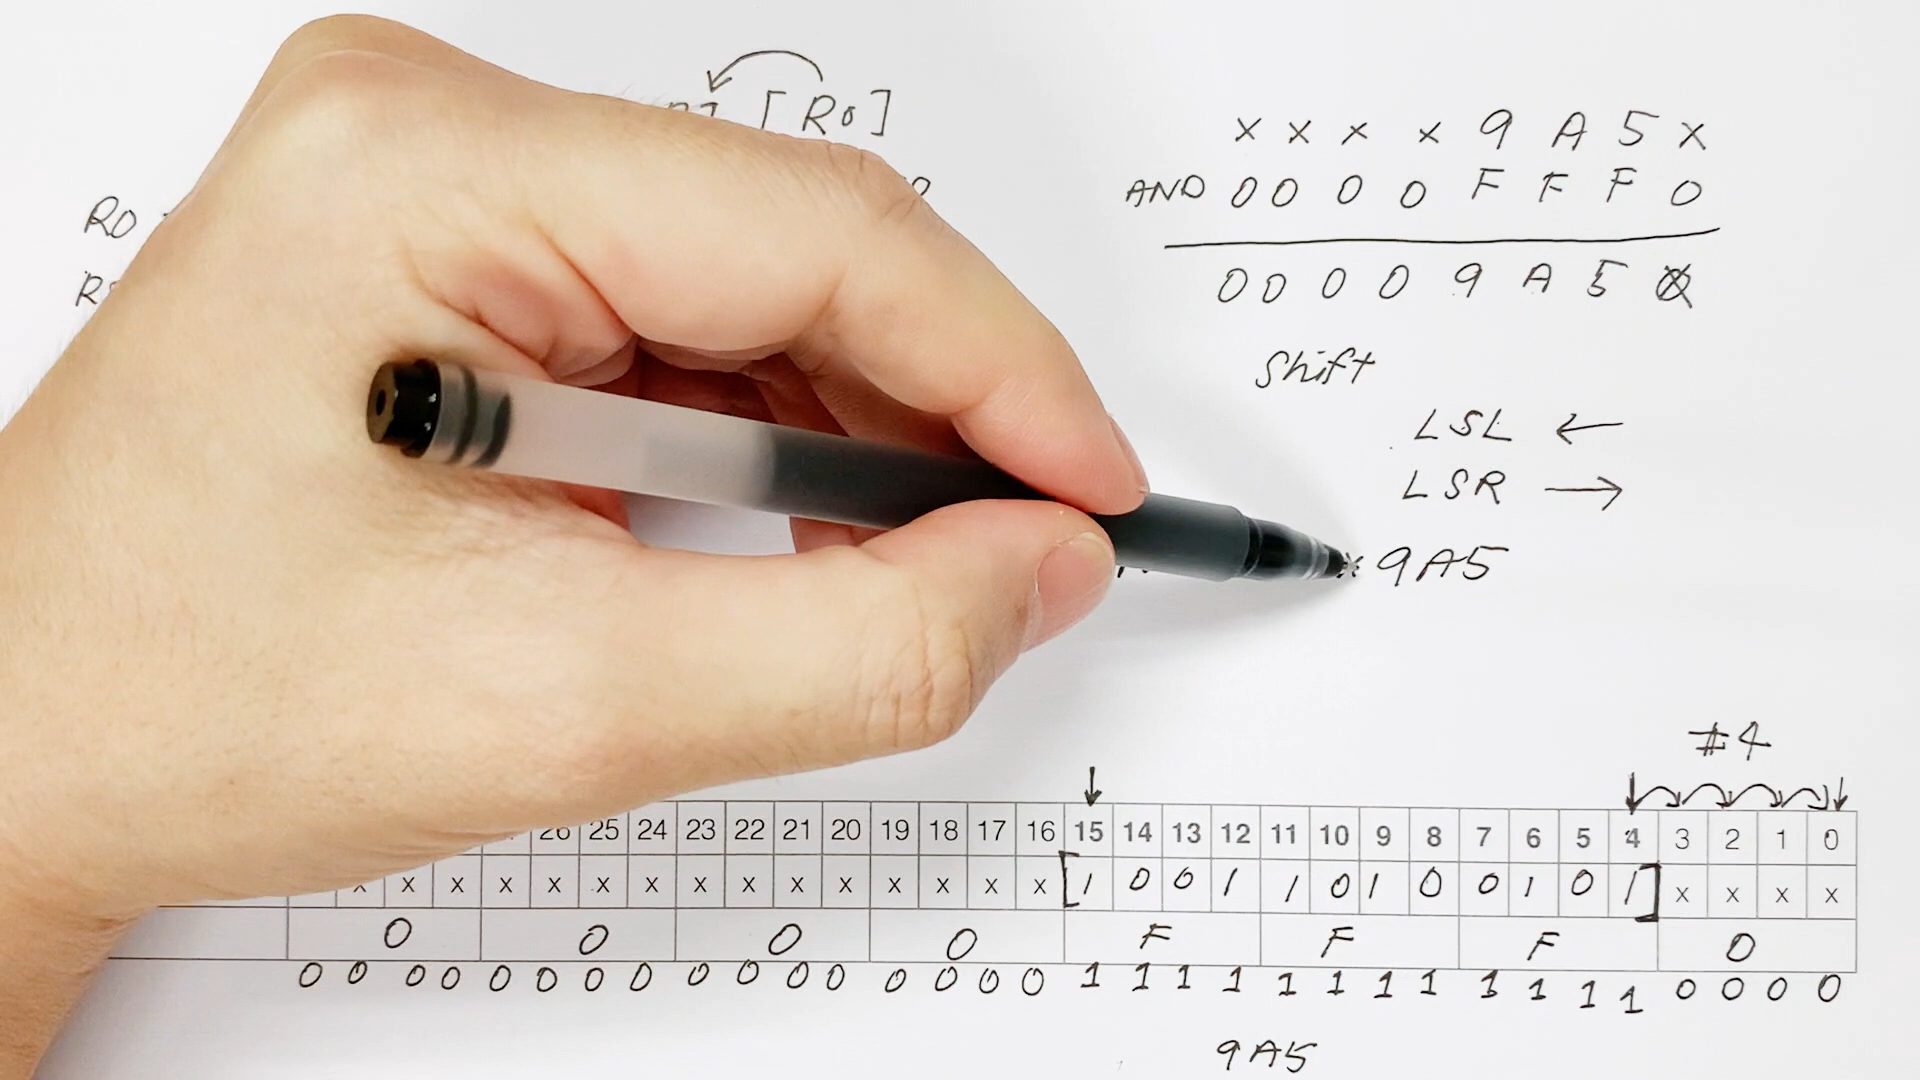 [R0]
x x x x 9 A 5 x
R0
AND 0 0 0 0 F F F 0
0 0 0 0 9 A 5 0
Shift
LSL ←
LSR →
9A5
#4
25 24 23 22 21 20 19 18 17 16 15 14 13 12 11 10 9 8 7 6 5 4 3 2 1 0
x x x x x x x x x x x x x x [1 0 0 1 1 0 1 0 0 1 0 1] x x x x
0 0 0 0 F F F 0
0 0 0 0 0 0 0 0 0 0 0 0 0 0 0 0 1 1 1 1 1 1 1 1 1 1 1 1 0 0 0 0
9A5